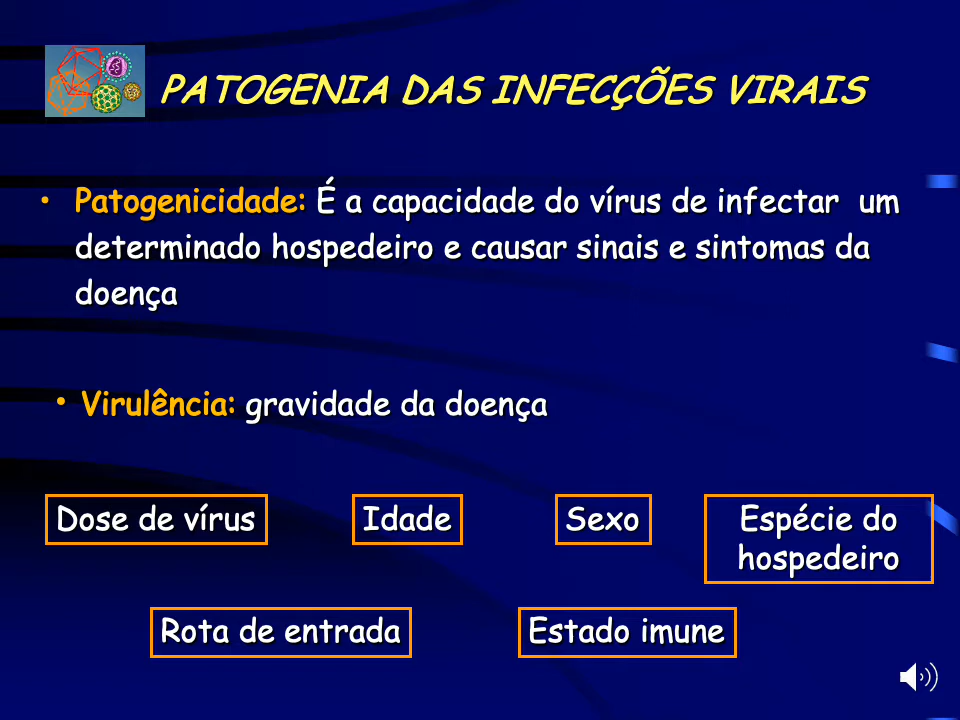 PATOGENIA DAS INFECÇÕES VIRAIS
• Patogenicidade: É a capacidade do vírus de infectar um
determinado hospedeiro e causar sinais e sintomas da
doença
• Virulência: gravidade da doença
Dose de vírus
Idade
Sexo
Espécie do
hospedeiro
Rota de entrada
Estado imune